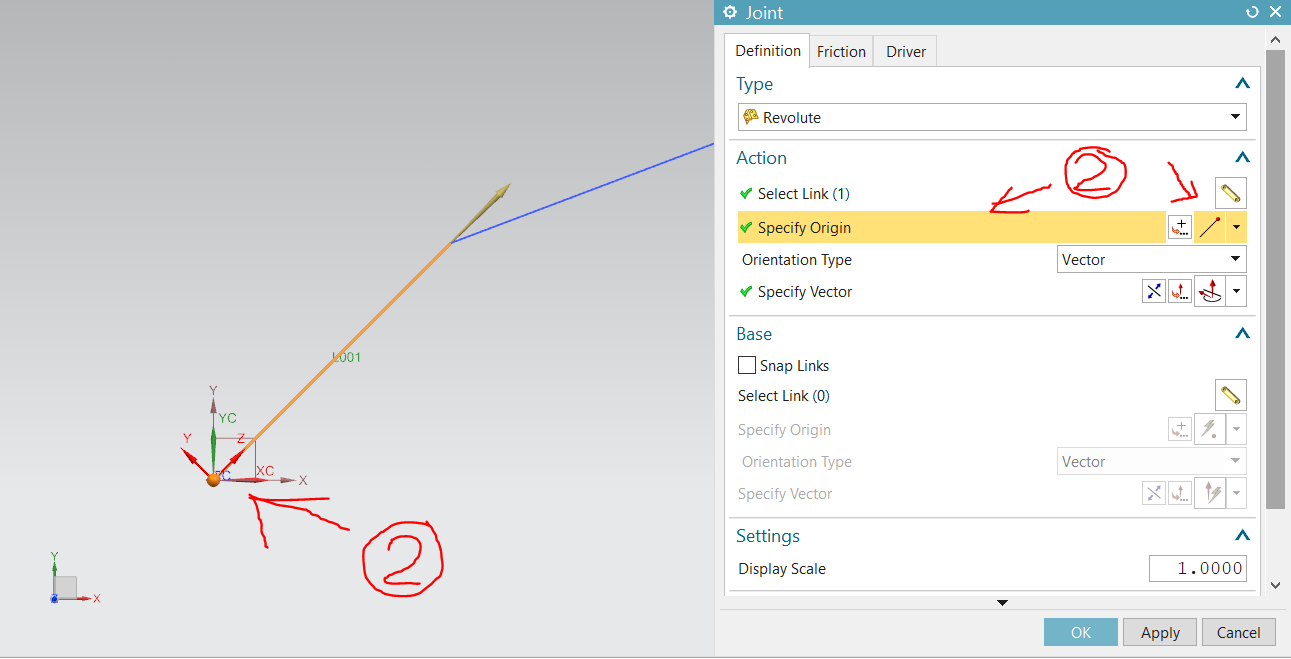 Joint
Definition Friction Driver
Type
Revolute
Action
2
Select Link (1)
Specify Origin
Orientation Type Vector
Specify Vector
Base
Snap Links
Select Link (0)
Specify Origin
Orientation Type Vector
Specify Vector
Settings
Display Scale 1.0000
OK Apply Cancel
L001
Y
YC
Y Z
XC
X
2
Y
X